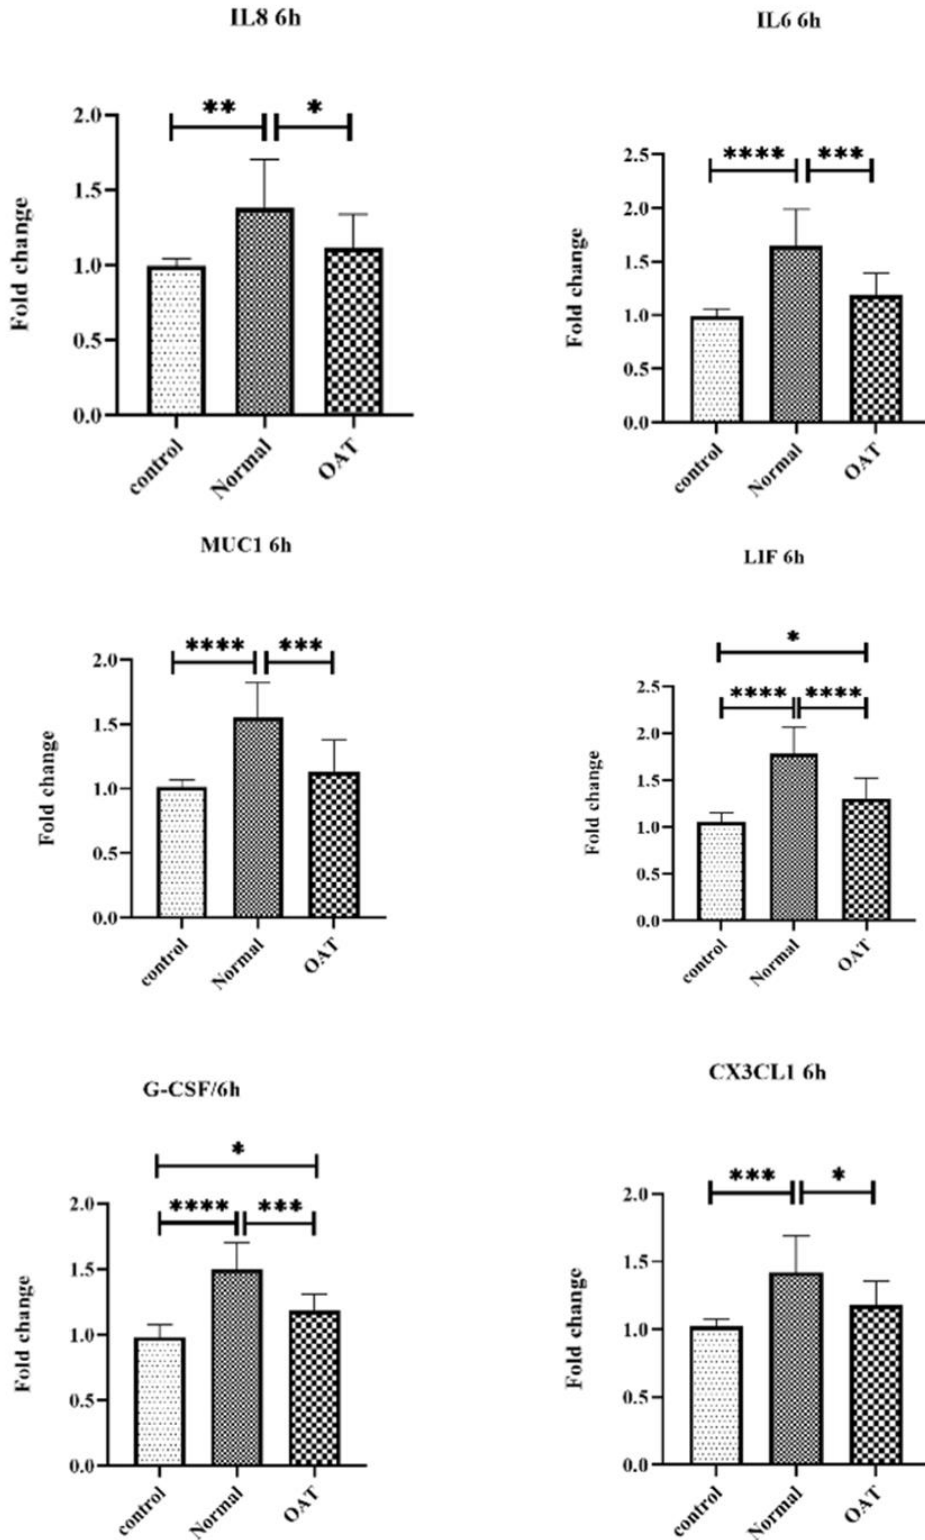 IL8 6h
** *
2.0
1.5
1.0
0.5
0.0
Fold change
control Normal OAT
IL6 6h
**** ***
2.5
2.0
1.5
1.0
0.5
0.0
Fold change
control Normal OAT
MUC1 6h
**** ***
2.0
1.5
1.0
0.5
0.0
Fold change
control Normal OAT
LIF 6h
*
**** ****
2.5
2.0
1.5
1.0
0.5
0.0
Fold change
control Normal OAT
G-CSF/6h
*
**** ***
2.0
1.5
1.0
0.5
0.0
Fold change
control Normal OAT
CX3CL1 6h
*** *
2.0
1.5
1.0
0.5
0.0
Fold change
control Normal OAT